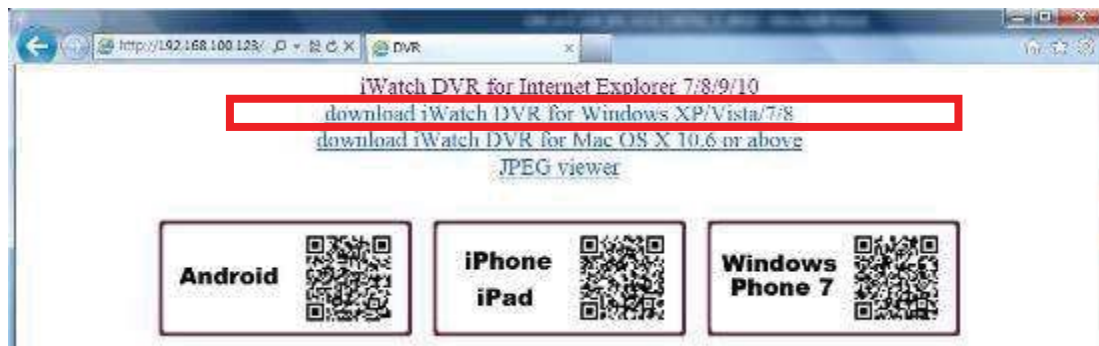 http://192.168.100.123/
DVR
iWatch DVR for Internet Explorer 7/8/9/10
download iWatch DVR for Windows XP/Vista/7/8
download iWatch DVR for Mac OS X 10.6 or above
JPEG viewer
Android
iPhone
iPad
Windows
Phone 7